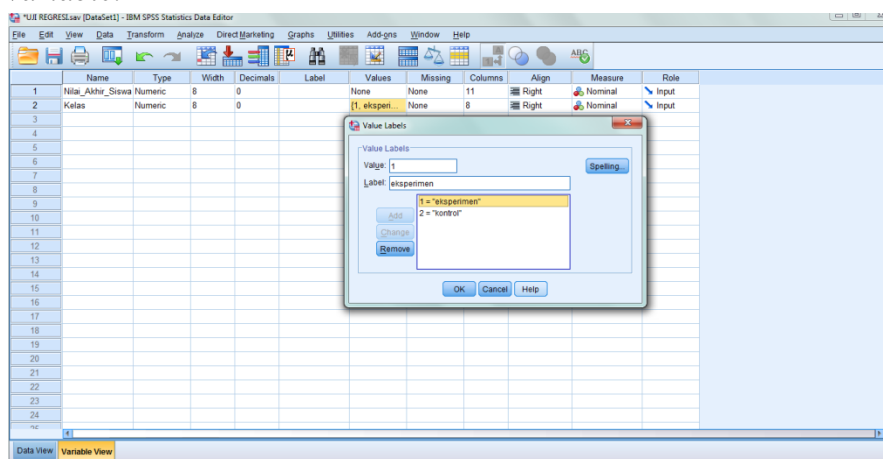 *UJI REGRESI.sav [DataSet1] - IBM SPSS Statistics Data Editor
File Edit View Data Transform Analyze Direct Marketing Graphs Utilities Add-ons Window Help
Name Type Width Decimals Label Values Missing Columns Align Measure Role
1 Nilai_Akhir_Siswa Numeric 8 0 None None 11 Right Nominal Input
2 Kelas Numeric 8 0 {1, eksperi... None 8 Right Nominal Input
3
4
5
6
7
8
9
10
11
12
13
14
15
16
17
18
19
20
21
22
23
24
25
Value Labels
Value Labels
Value: 1
Spelling...
Label: eksperimen
1 = "eksperimen"
2 = "kontrol"
Add
Change
Remove
OK Cancel Help
Data View Variable View